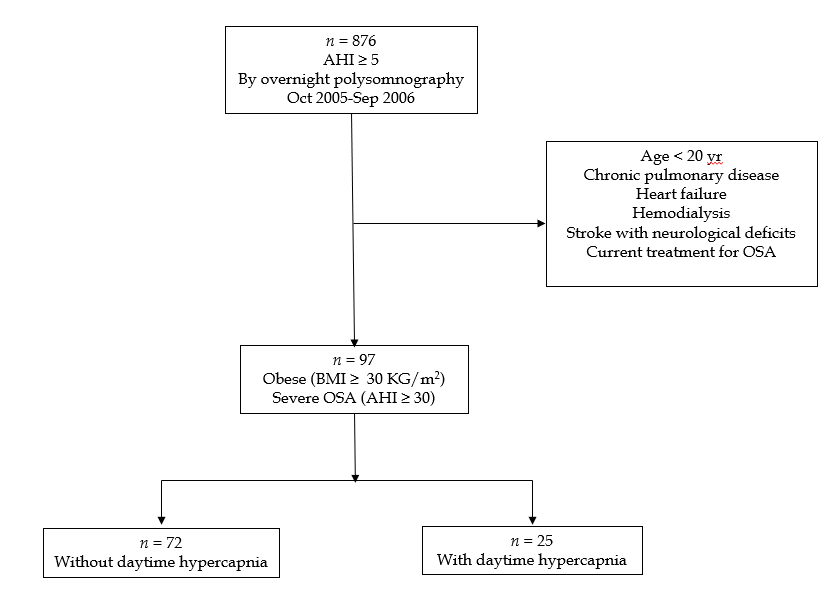 n = 876
AHI ≥ 5
By overnight polysomnography
Oct 2005-Sep 2006
Age < 20 yr
Chronic pulmonary disease
Heart failure
Hemodialysis
Stroke with neurological deficits
Current treatment for OSA
n = 97
Obese (BMI ≥ 30 KG/m²)
Severe OSA (AHI ≥ 30)
n = 72
Without daytime hypercapnia
n = 25
With daytime hypercapnia